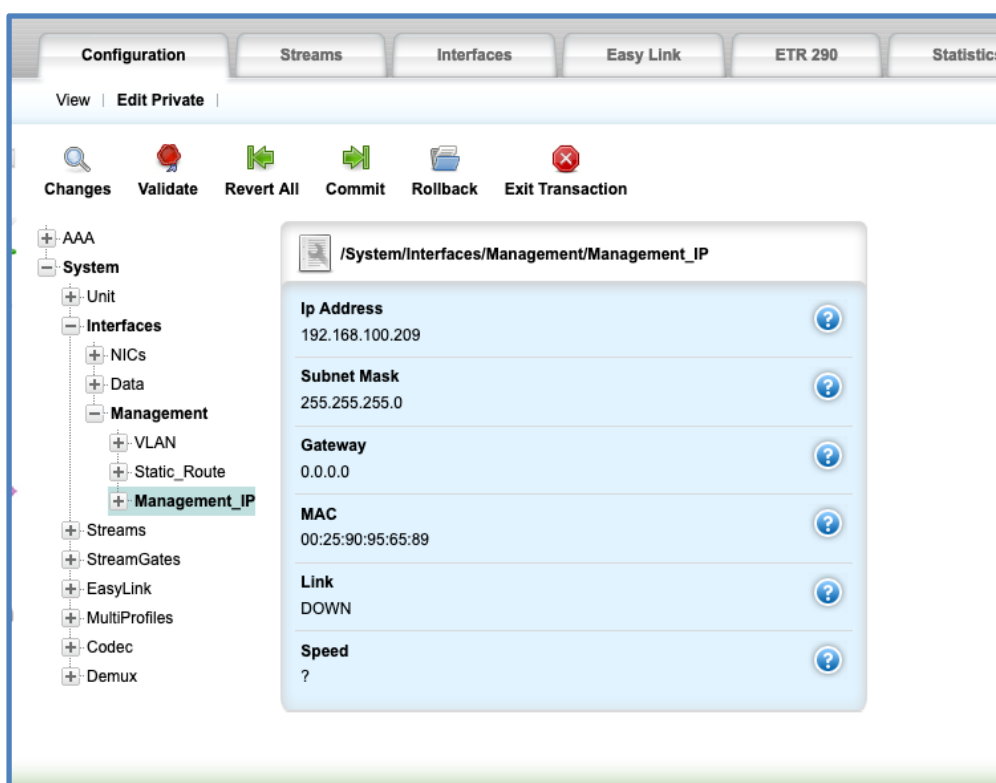 Configuration Streams Interfaces Easy Link ETR 290 Statistics
View | Edit Private |
Changes Validate Revert All Commit Rollback Exit Transaction
AAA
System
Unit
Interfaces
NICs
Data
Management
VLAN
Static_Route
Management_IP
Streams
StreamGates
EasyLink
MultiProfiles
Codec
Demux
/System/Interfaces/Management/Management_IP
Ip Address
192.168.100.209
Subnet Mask
255.255.255.0
Gateway
0.0.0.0
MAC
00:25:90:95:65:89
Link
DOWN
Speed
?